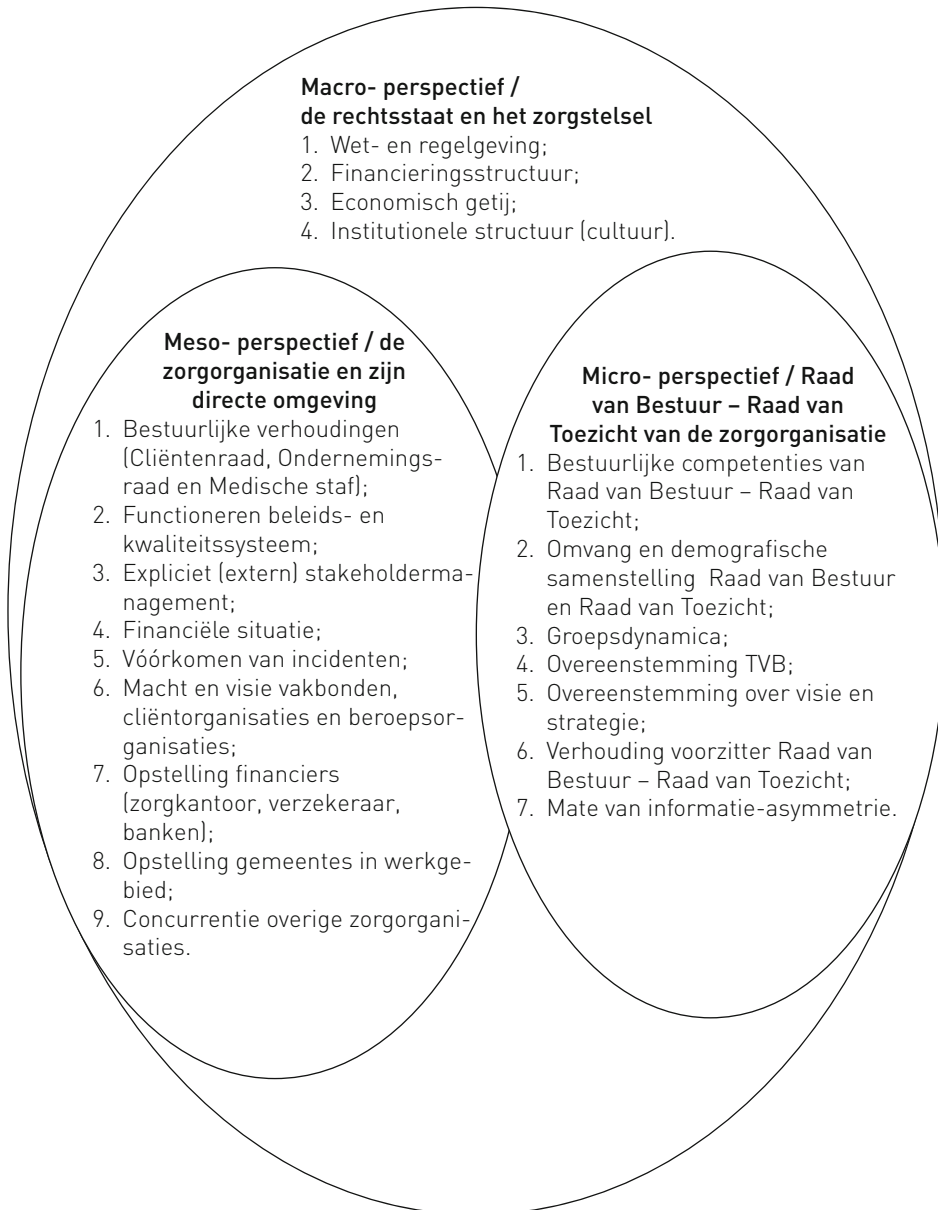 Macro- perspectief /
de rechtsstaat en het zorgstelsel
1. Wet- en regelgeving;
2. Financieringsstructuur;
3. Economisch getij;
4. Institutionele structuur (cultuur).
Meso- perspectief / de
zorgorganisatie en zijn
directe omgeving
1. Bestuurlijke verhoudingen
(Cliëntenraad, Ondernemings-
raad en Medische staf);
2. Functioneren beleids- en
kwaliteitssysteem;
3. Expliciet (extern) stakeholderma-
nagement;
4. Financiële situatie;
5. Vóórkomen van incidenten;
6. Macht en visie vakbonden,
cliëntorganisaties en beroepsor-
ganisaties;
7. Opstelling financiers
(zorgkantoor, verzekeraar,
banken);
8. Opstelling gemeentes in werkge-
bied;
9. Concurrentie overige zorgorgani-
saties.
Micro- perspectief / Raad
van Bestuur – Raad van
Toezicht van de zorgorganisatie
1. Bestuurlijke competenties van
Raad van Bestuur – Raad van
Toezicht;
2. Omvang en demografische
samenstelling Raad van Bestuur
en Raad van Toezicht;
3. Groepsdynamica;
4. Overeenstemming TVB;
5. Overeenstemming over visie en
strategie;
6. Verhouding voorzitter Raad van
Bestuur – Raad van Toezicht;
7. Mate van informatie-asymmetrie.